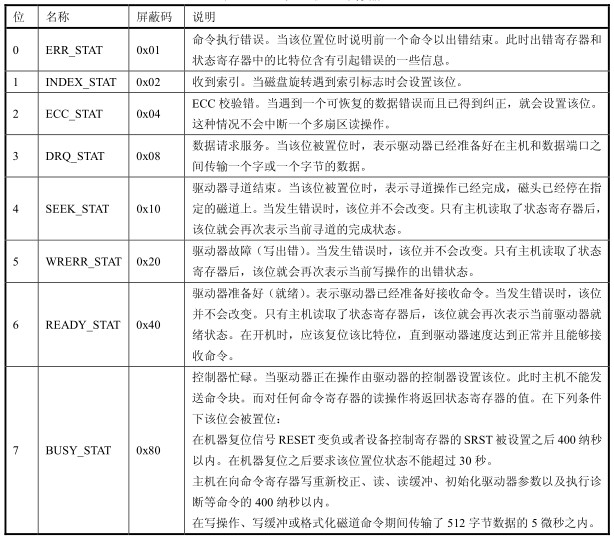 位 名称 屏蔽码 说明
0 ERR_STAT 0x01 命令执行错误。当该位置位时说明前一个命令以出错结束。此时出错寄存器和
状态寄存器中的比特位含有引起错误的一些信息。
1 INDEX_STAT 0x02 收到索引。当磁盘旋转遇到索引标志时会设置该位。
2 ECC_STAT 0x04 ECC 校验错。当遇到一个可恢复的数据错误而且已得到纠正，就会设置该位。
这种情况不会中断一个多扇区读操作。
3 DRQ_STAT 0x08 数据请求服务。当该位被置位时，表示驱动器已经准备好在主机和数据端口之
间传输一个字或一个字节的数据。
4 SEEK_STAT 0x10 驱动器寻道结束。当该位被置位时，表示寻道操作已经完成，磁头已经停在指
定的磁道上。当发生错误时，该位并不会改变。只有主机读取了状态寄存器后，
该位就会再次表示当前寻道的完成状态。
5 WRERR_STAT 0x20 驱动器故障（写出错）。当发生错误时，该位并不会改变。只有主机读取了状态
寄存器后，该位就会再次表示当前写操作的出错状态。
6 READY_STAT 0x40 驱动器准备好（就绪）。表示驱动器已经准备好接收命令。当发生错误时，该位
并不会改变。只有主机读取了状态寄存器后，该位就会再次表示当前驱动器就
绪状态。在开机时，应该复位该比特位，直到驱动器速度达到正常并且能够接
收命令。
7 BUSY_STAT 0x80 控制器忙碌。当驱动器正在操作由驱动器的控制器设置该位。此时主机不能发
送命令块。而对任何命令寄存器的读操作将返回状态寄存器的值。在下列条件
下该位会被置位：
在机器复位信号 RESET 变负或者设备控制寄存器的 SRST 被设置之后 400 纳秒
以内。在机器复位之后要求该位置位状态不能超过 30 秒。
主机在向命令寄存器写重新校正、读、读缓冲、初始化驱动器参数以及执行诊
断等命令的 400 纳秒以内。
在写操作、写缓冲或格式化磁道命令期间传输了 512 字节数据的 5 微秒之内。